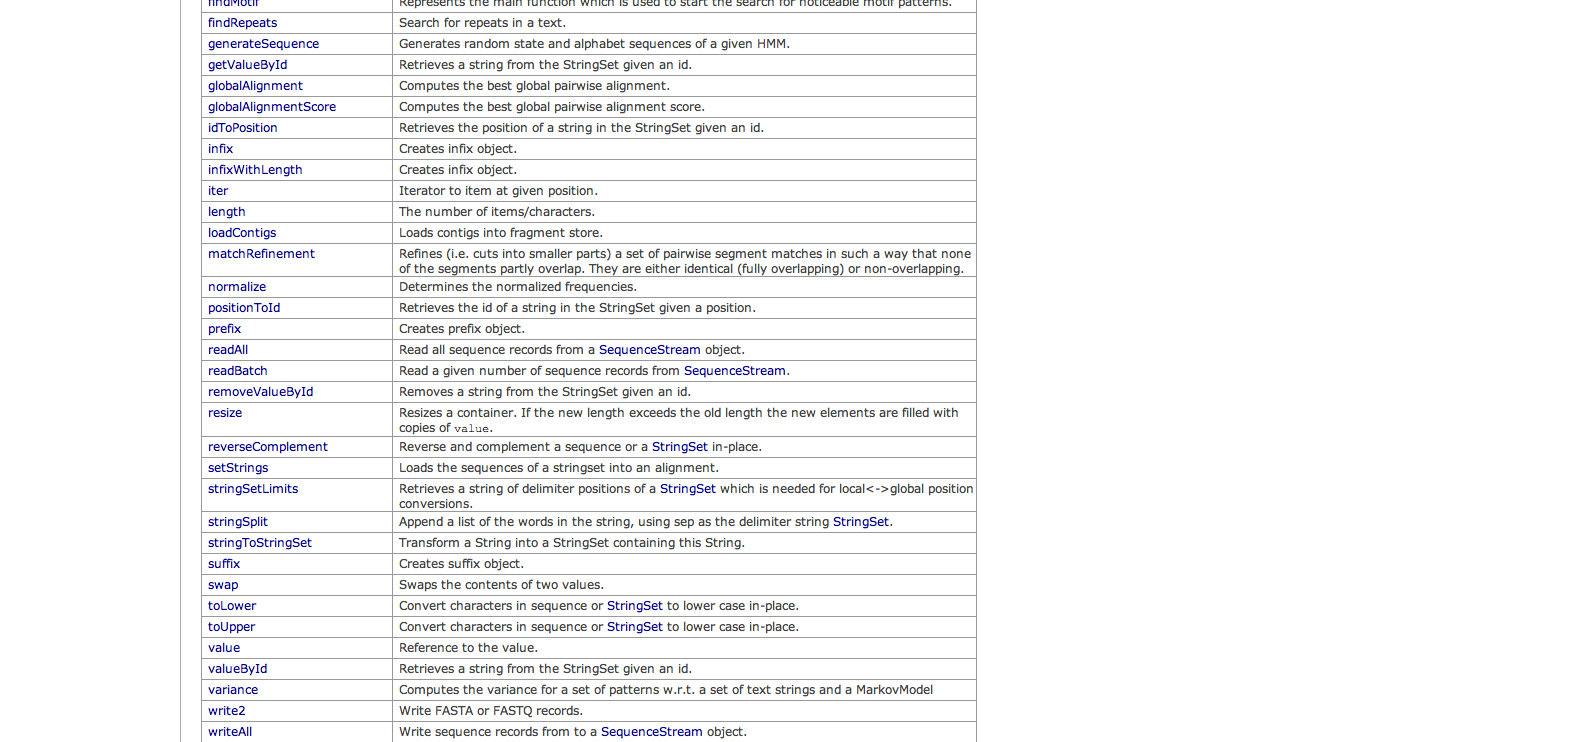 findMotif Represents the main function which is used to start the search for noticeable motif patterns.
findRepeats Search for repeats in a text.
generateSequence Generates random state and alphabet sequences of a given HMM.
getValueById Retrieves a string from the StringSet given an id.
globalAlignment Computes the best global pairwise alignment.
globalAlignmentScore Computes the best global pairwise alignment score.
idToPosition Retrieves the position of a string in the StringSet given an id.
infix Creates infix object.
infixWithLength Creates infix object.
iter Iterator to item at given position.
length The number of items/characters.
loadContigs Loads contigs into fragment store.
matchRefinement Refines (i.e. cuts into smaller parts) a set of pairwise segment matches in such a way that none
of the segments partly overlap. They are either identical (fully overlapping) or non-overlapping.
normalize Determines the normalized frequencies.
positionToId Retrieves the id of a string in the StringSet given a position.
prefix Creates prefix object.
readAll Read all sequence records from a SequenceStream object.
readBatch Read a given number of sequence records from SequenceStream.
removeValueById Removes a string from the StringSet given an id.
resize Resizes a container. If the new length exceeds the old length the new elements are filled with
copies of value.
reverseComplement Reverse and complement a sequence or a StringSet in-place.
setStrings Loads the sequences of a stringset into an alignment.
stringSetLimits Retrieves a string of delimiter positions of a StringSet which is needed for local<->global position
conversions.
stringSplit Append a list of the words in the string, using sep as the delimiter string StringSet.
stringToStringSet Transform a String into a StringSet containing this String.
suffix Creates suffix object.
swap Swaps the contents of two values.
toLower Convert characters in sequence or StringSet to lower case in-place.
toUpper Convert characters in sequence or StringSet to lower case in-place.
value Reference to the value.
valueById Retrieves a string from the StringSet given an id.
variance Computes the variance for a set of patterns w.r.t. a set of text strings and a MarkovModel
write2 Write FASTA or FASTQ records.
writeAll Write sequence records from to a SequenceStream object.